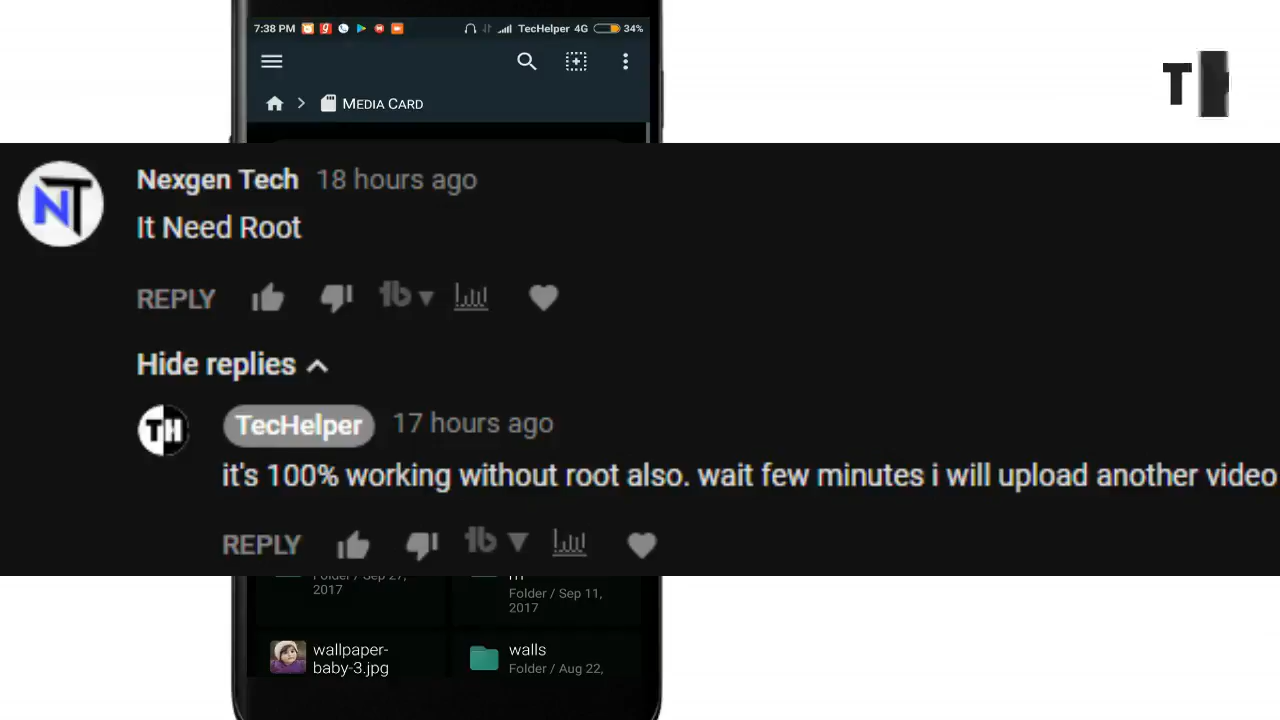 7:38 PM TecHelper 4G 34%
MEDIA CARD
T
NT
Nexgen Tech 18 hours ago
It Need Root
REPLY
Hide replies
TH TecHelper 17 hours ago
it's 100% working without root also. wait few minutes i will upload another video
REPLY
Folder / Sep 27,
2017
Folder / Sep 11,
2017
wallpaper-
baby-3.jpg
walls
Folder / Aug 22,